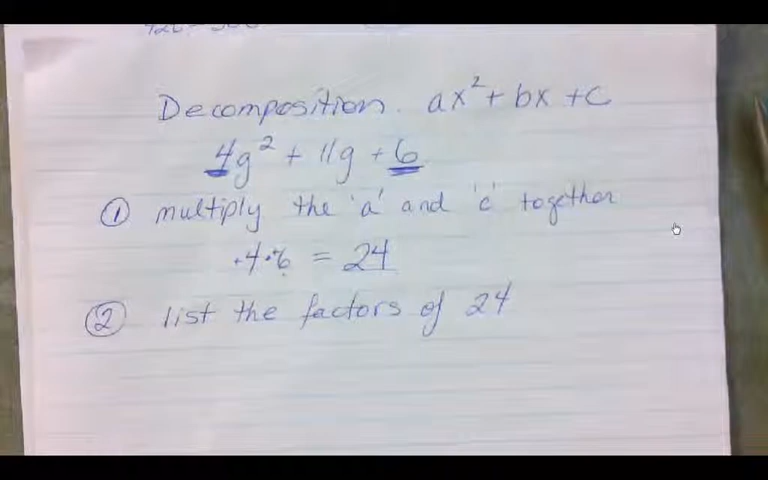 Decomposition. ax² + bx + c
4g² + 11g + 6
① multiply the 'a' and 'c' together
·4·6 = 24
② list the factors of 24